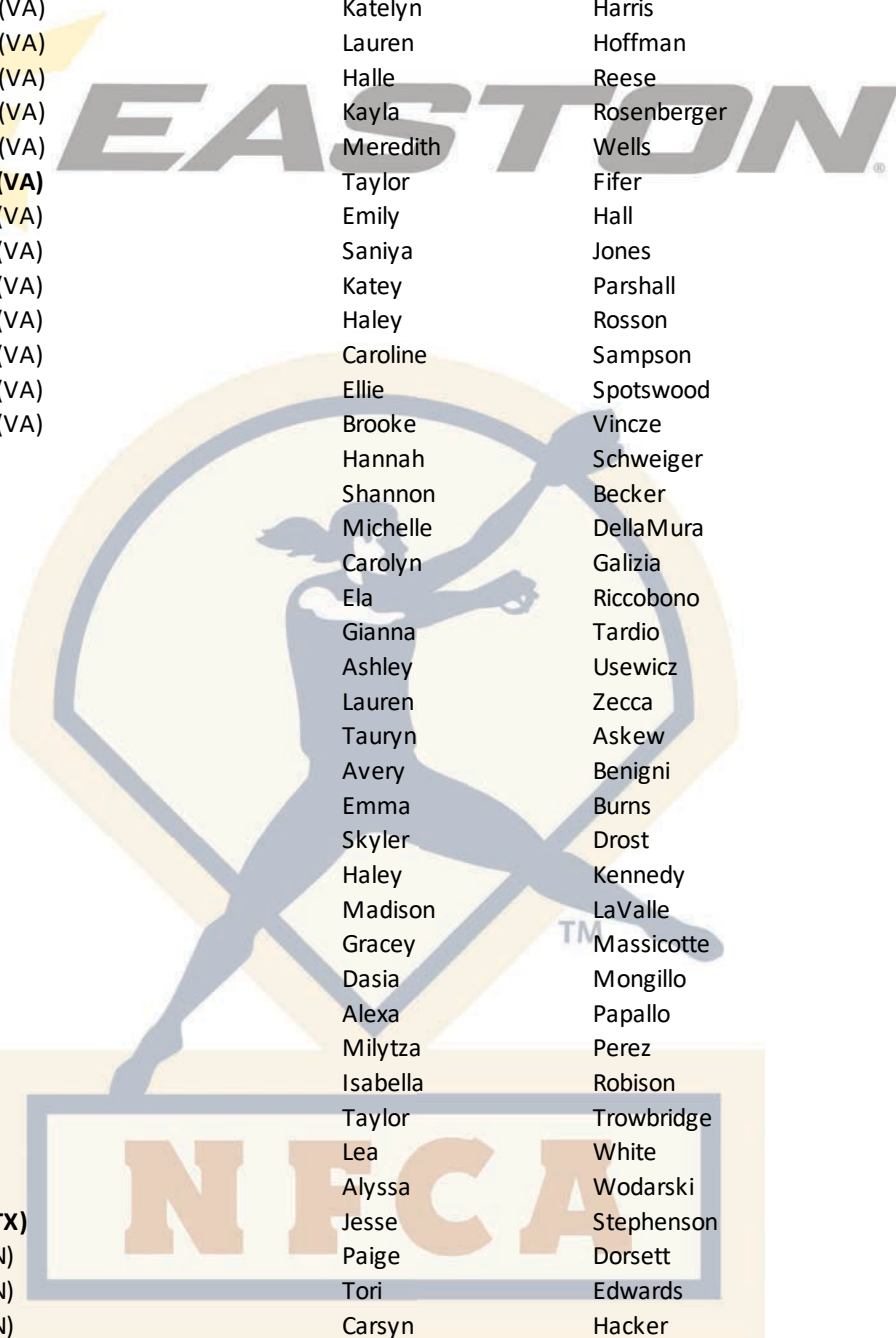 (VA) Katelyn Harris
(VA) Lauren Hoffman
(VA) Halle Reese
EASTON®
(VA) Kayla Rosenberger
(VA) Meredith Wells
(VA) Taylor Fifer
(VA) Emily Hall
(VA) Saniya Jones
(VA) Katey Parshall
(VA) Haley Rosson
(VA) Caroline Sampson
(VA) Ellie Spotswood
(VA) Brooke Vincze
Hannah Schweiger
Shannon Becker
Michelle DellaMura
Carolyn Galizia
Ela Riccobono
Gianna Tardio
Ashley Usewicz
Lauren Zecca
Tauryn Askew
Avery Benigni
Emma Burns
Skyler Drost
Haley Kennedy
Madison LaValle
TM
Gracey Massicotte
Dasia Mongillo
Alexa Papallo
Milytza Perez
Isabella Robison
Taylor Trowbridge
Lea White
Alyssa Wodarski
NFCA
TX) Jesse Stephenson
N) Paige Dorsett
N) Tori Edwards
N) Carsyn Hacker